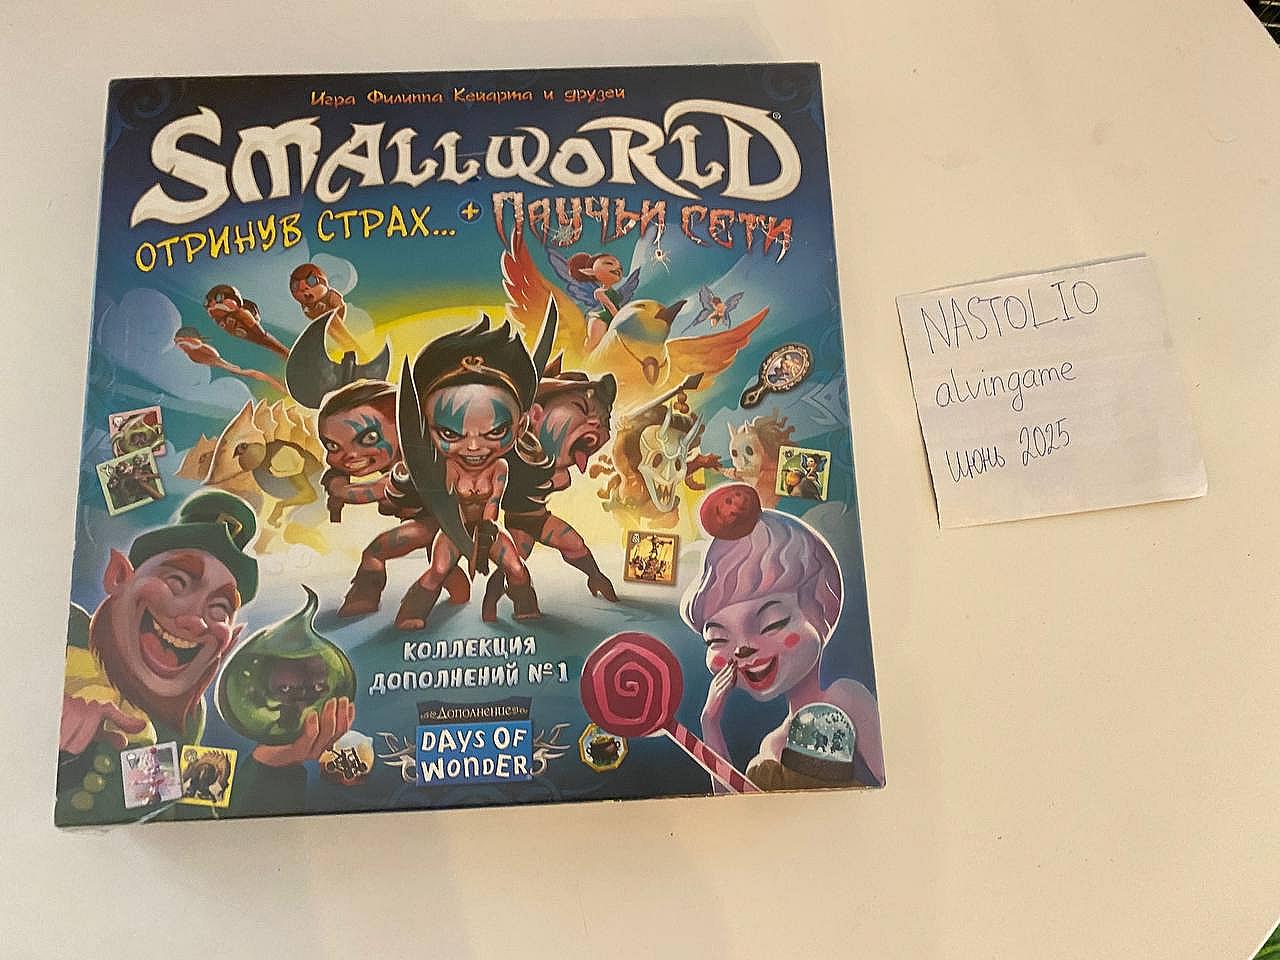 Игра Филиппа Кейарта и друзей
SMALLWORLD®
ОТРИНУВ СТРАХ... + ПАУЧЬИ СЕТИ
КОЛЛЕКЦИЯ
ДОПОЛНЕНИЙ №1
Дополнение
DAYS OF
WONDER
NASTOLIO
alvingame
июнь 2025